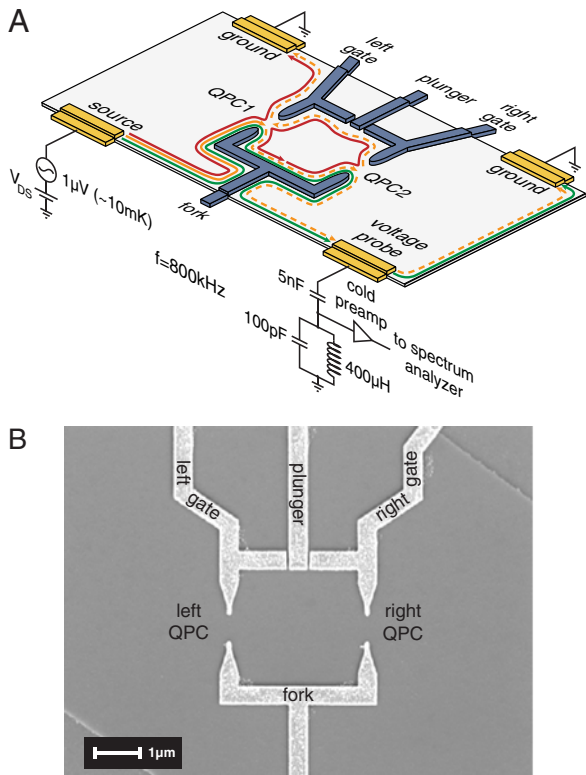 A
ground
left
gate
plunger
right
gate
QPC1
source
QPC2
ground
fork
voltage
probe
V_DS
1µV (~10mK)
f=800kHz
5nF
cold
preamp
to spectrum
analyzer
100pF
400µH
B
left
gate
plunger
right
gate
left
QPC
right
QPC
fork
1µm